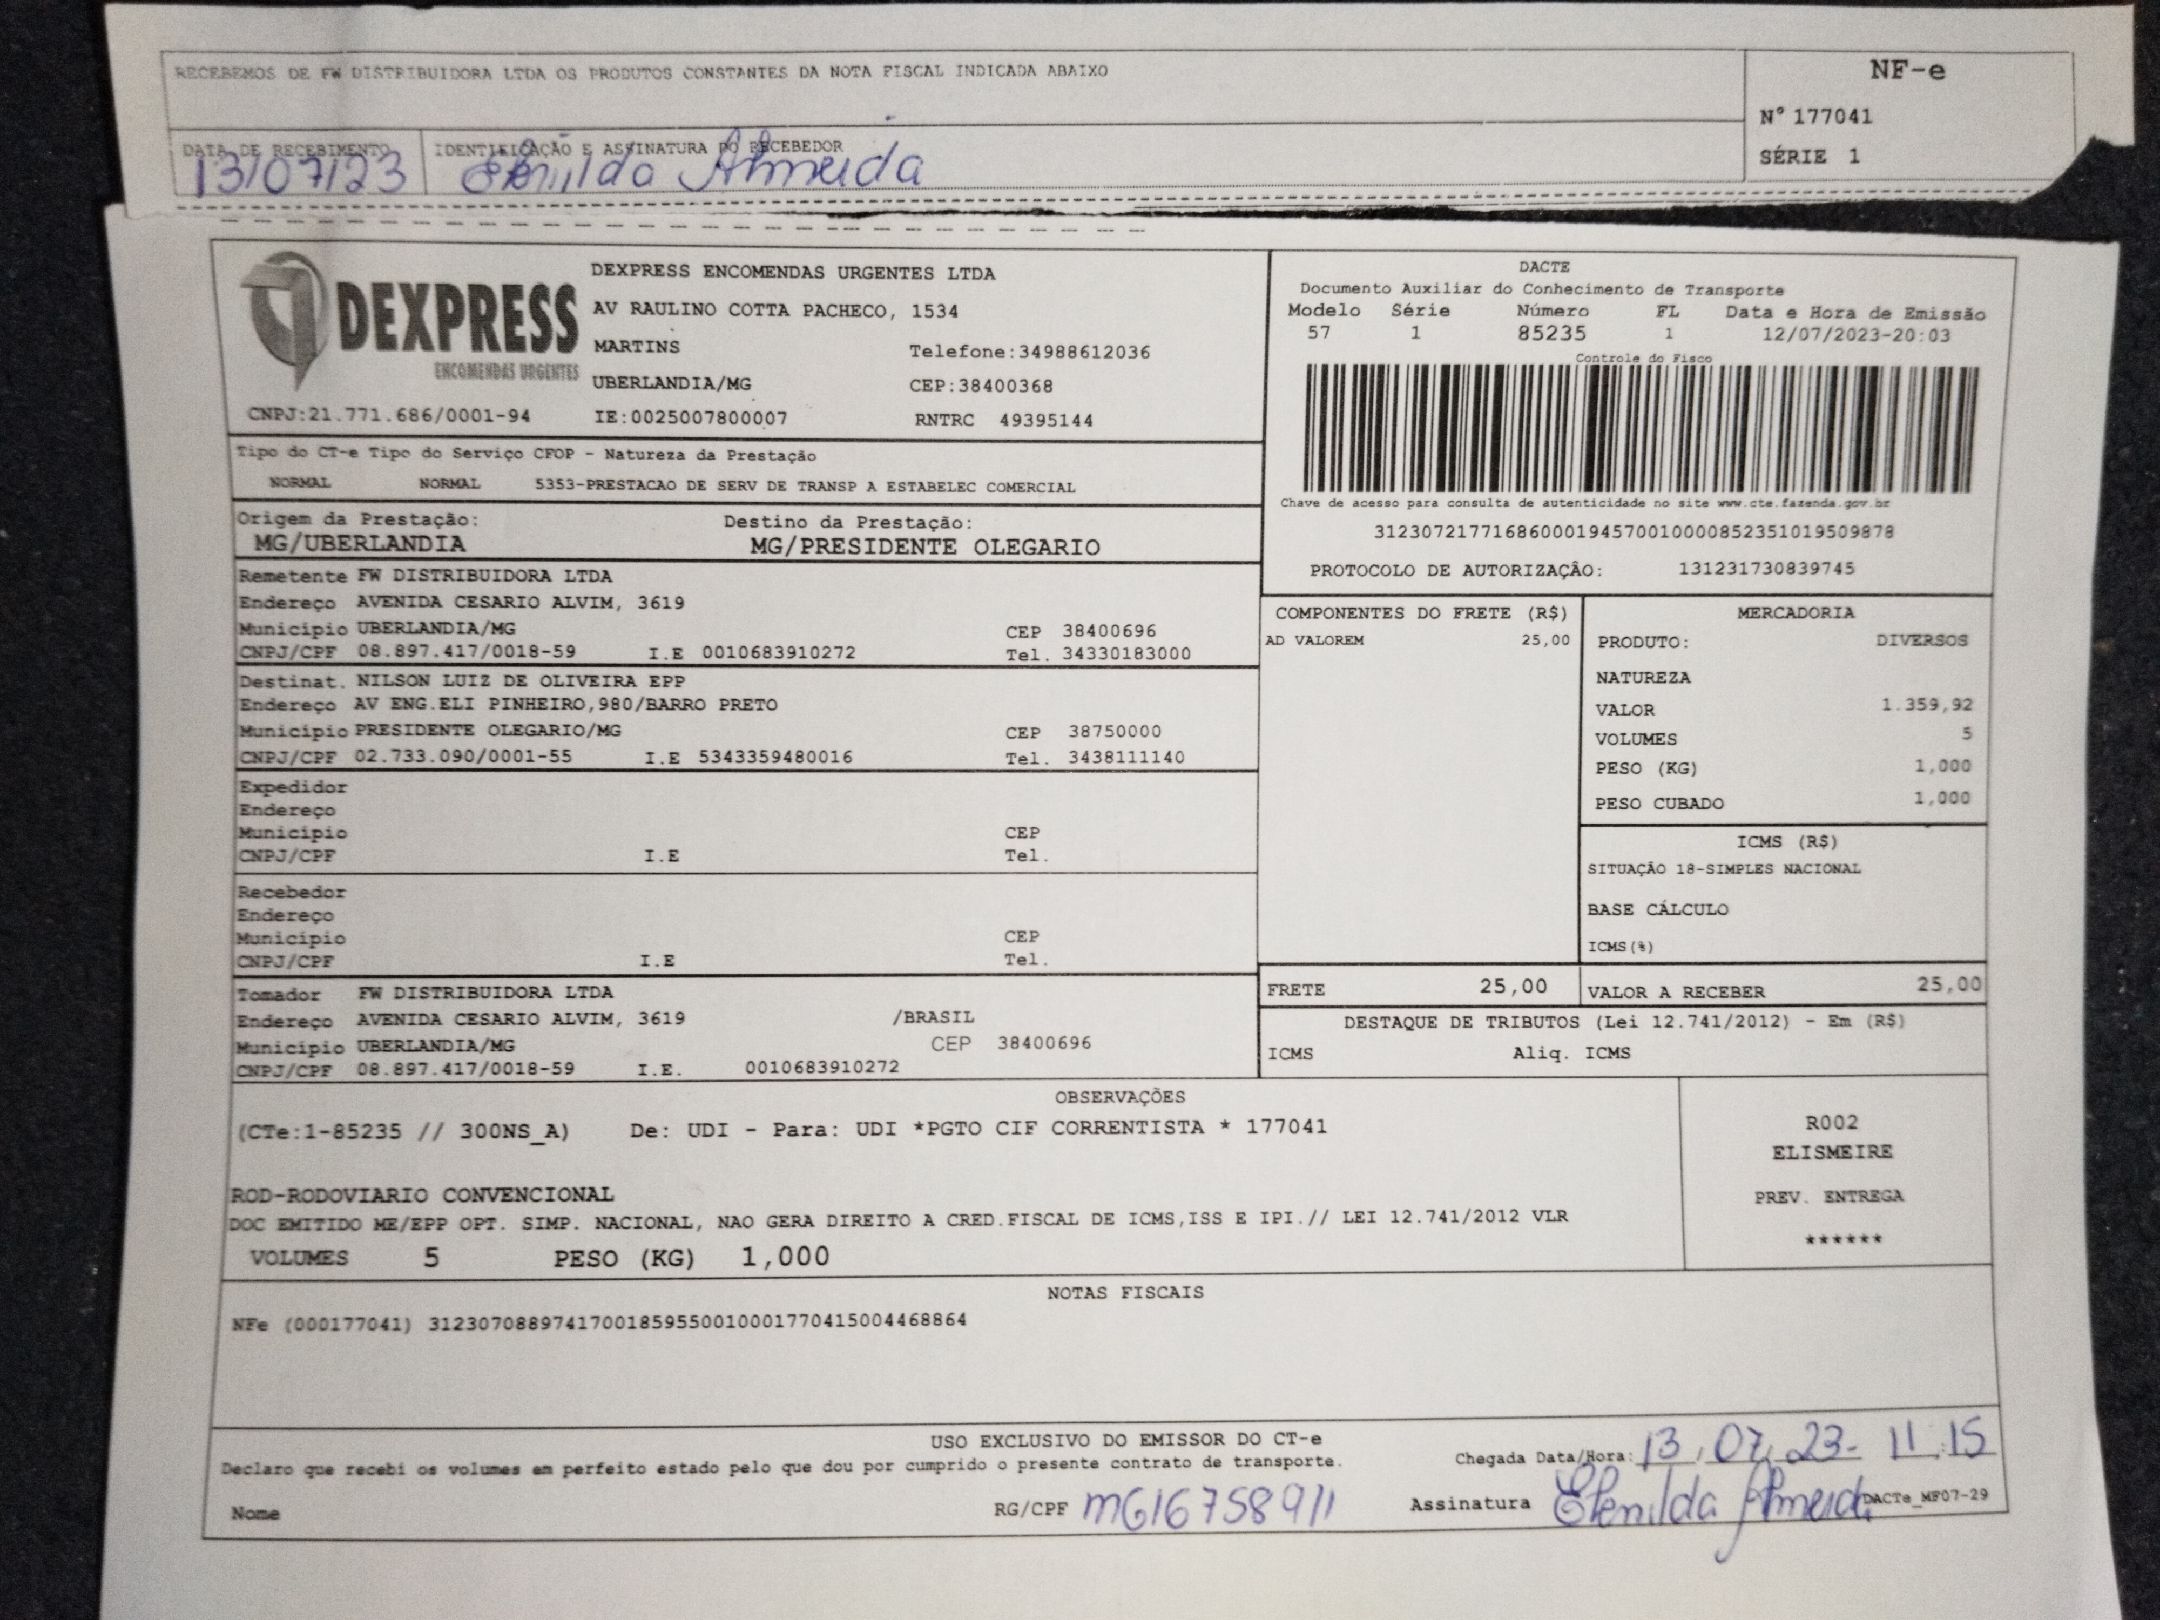 RECEBEMOS DE FW DISTRIBUIDORA LTDA OS PRODUTOS CONSTANTES DA NOTA FISCAL INDICADA ABAIXO
NF-e
Nº 177041
SÉRIE 1
DATA DE RECEBIMENTO
IDENTIFICAÇÃO E ASSINATURA DO RECEBEDOR
13/07/23
Elenilda Almeida
DEXPRESS
ENCOMENDAS URGENTES
CNPJ:21.771.686/0001-94
DEXPRESS ENCOMENDAS URGENTES LTDA
AV RAULINO COTTA PACHECO, 1534
MARTINS
Telefone:34988612036
UBERLANDIA/MG
CEP:38400368
IE:0025007800007
RNTRC 49395144
DACTE
Documento Auxiliar do Conhecimento de Transporte
Modelo Série Número FL Data e Hora de Emissão
57 1 85235 1 12/07/2023-20:03
Controle do Fisco
Chave de acesso para consulta de autenticidade no site www.cte.fazenda.gov.br
31230721771686000194570010000852351019509878
PROTOCOLO DE AUTORIZAÇÂO: 131231730839745
Tipo do CT-e Tipo do Serviço CFOP - Natureza da Prestação
NORMAL NORMAL 5353-PRESTACAO DE SERV DE TRANSP A ESTABELEC COMERCIAL
Origem da Prestação: Destino da Prestação:
MG/UBERLANDIA MG/PRESIDENTE OLEGARIO
Remetente FW DISTRIBUIDORA LTDA
Endereço AVENIDA CESARIO ALVIM, 3619
Município UBERLANDIA/MG CEP 38400696
CNPJ/CPF 08.897.417/0018-59 I.E 0010683910272 Tel. 34330183000
Destinat. NILSON LUIZ DE OLIVEIRA EPP
Endereço AV ENG.ELI PINHEIRO,980/BARRO PRETO
Município PRESIDENTE OLEGARIO/MG CEP 38750000
CNPJ/CPF 02.733.090/0001-55 I.E 5343359480016 Tel. 3438111140
Expedidor
Endereço
Município CEP
CNPJ/CPF I.E Tel.
Recebedor
Endereço
Município CEP
CNPJ/CPF I.E Tel.
Tomador FW DISTRIBUIDORA LTDA
Endereço AVENIDA CESARIO ALVIM, 3619 /BRASIL
Município UBERLANDIA/MG CEP 38400696
CNPJ/CPF 08.897.417/0018-59 I.E. 0010683910272
COMPONENTES DO FRETE (R$)
AD VALOREM 25,00
MERCADORIA
PRODUTO: DIVERSOS
NATUREZA
VALOR 1.359,92
VOLUMES 5
PESO (KG) 1,000
PESO CUBADO 1,000
ICMS (R$)
SITUAÇÃO 18-SIMPLES NACIONAL
BASE CÁLCULO
ICMS(%)
FRETE 25,00
VALOR A RECEBER 25,00
DESTAQUE DE TRIBUTOS (Lei 12.741/2012) - Em (R$)
ICMS Aliq. ICMS
OBSERVAÇÕES
(CTe:1-85235 // 300NS_A) De: UDI - Para: UDI *PGTO CIF CORRENTISTA * 177041
ROD-RODOVIARIO CONVENCIONAL
DOC EMITIDO ME/EPP OPT. SIMP. NACIONAL, NAO GERA DIREITO A CRED.FISCAL DE ICMS,ISS E IPI.// LEI 12.741/2012 VLR
VOLUMES 5 PESO (KG) 1,000
R002
ELISMEIRE
PREV. ENTREGA
******
NOTAS FISCAIS
NFe (000177041) 31230708897417001859550010001770415004468864
USO EXCLUSIVO DO EMISSOR DO CT-e
Declaro que recebi os volumes em perfeito estado pelo que dou por cumprido o presente contrato de transporte.
Chegada Data/Hora: 13/07/23- 11:15
Nome
RG/CPF MG16758911
Assinatura Elenilda Almeida
DACTe_MF07-29